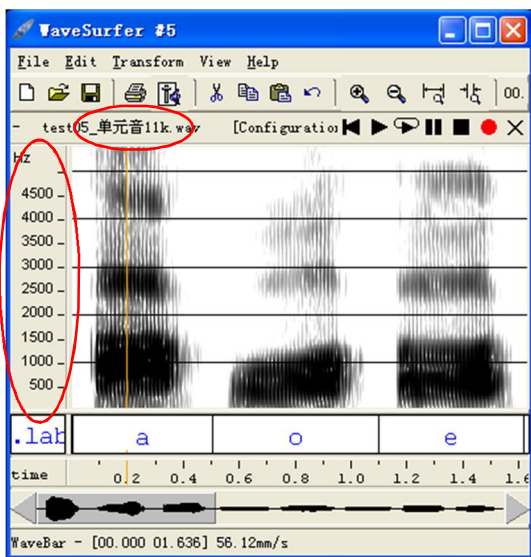 WaveSurfer #5
File Edit Transform View Help
00.
- test05_单元音11k.wav [Configuration
Hz
4500
4000
3500
3000
2500
2000
1500
1000
500
.lab a o e
time 0.2 0.4 0.6 0.8 1.0 1.2 1.4 1.6
WaveBar - [00.000 01.636] 56.12mm/s